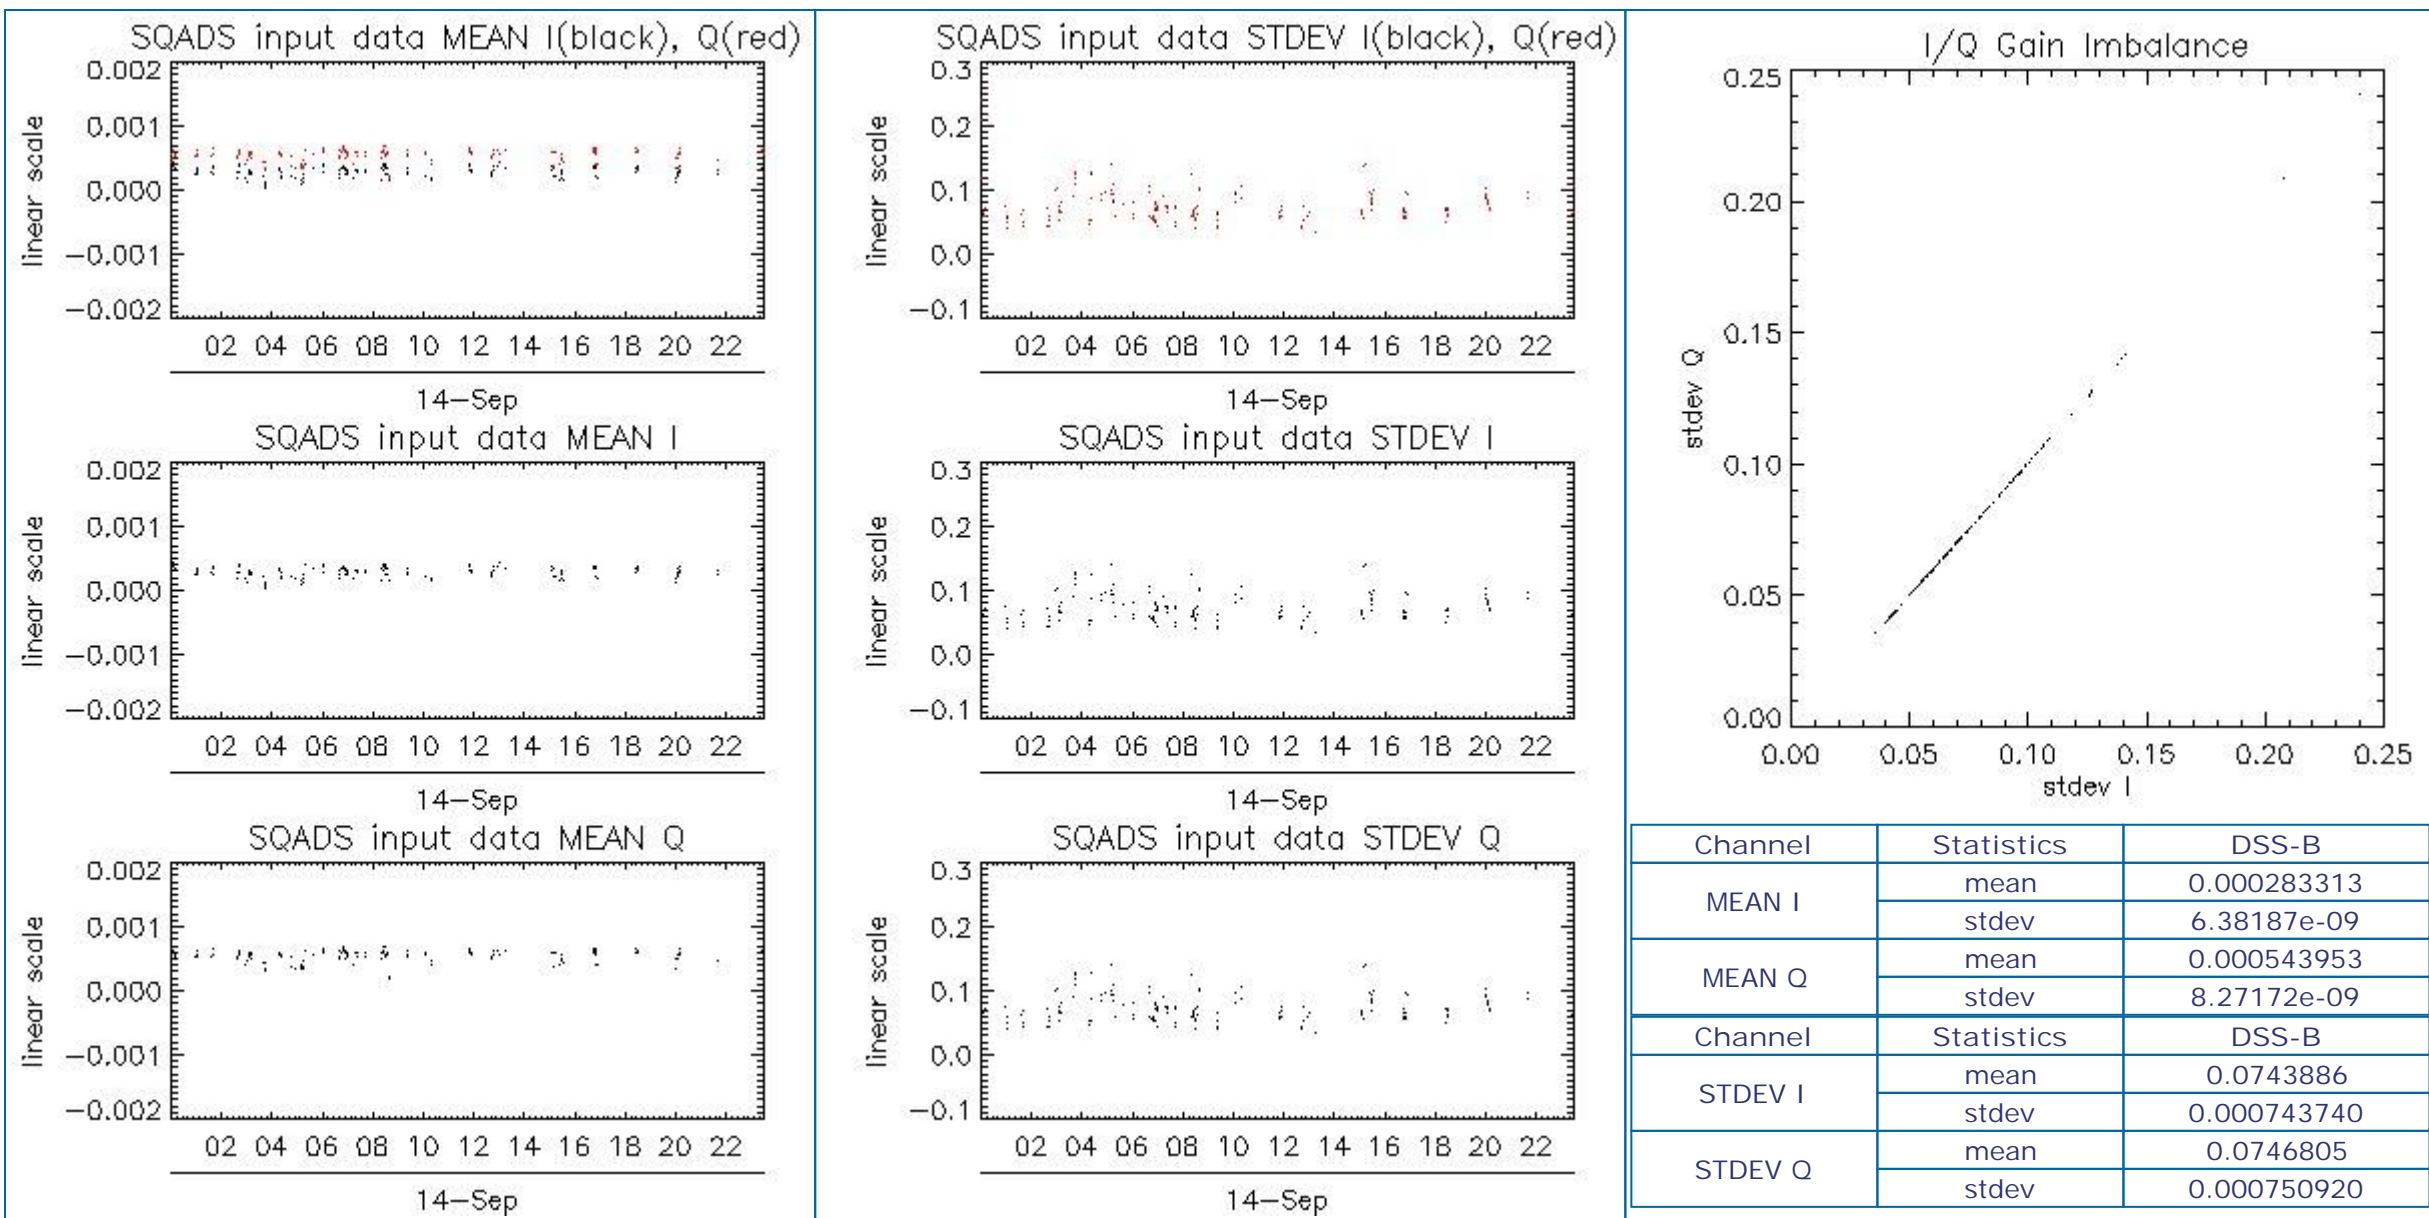 SQADS input data MEAN I(black), Q(red)
0.002
0.001
0.000
-0.001
-0.002
linear scale
02 04 06 08 10 12 14 16 18 20 22
14-Sep
SQADS input data MEAN I
0.002
0.001
0.000
-0.001
-0.002
linear scale
02 04 06 08 10 12 14 16 18 20 22
14-Sep
SQADS input data MEAN Q
0.002
0.001
0.000
-0.001
-0.002
linear scale
02 04 06 08 10 12 14 16 18 20 22
14-Sep
SQADS input data STDEV I(black), Q(red)
0.3
0.2
0.1
0.0
-0.1
linear scale
02 04 06 08 10 12 14 16 18 20 22
14-Sep
SQADS input data STDEV I
0.3
0.2
0.1
0.0
-0.1
linear scale
02 04 06 08 10 12 14 16 18 20 22
14-Sep
SQADS input data STDEV Q
0.3
0.2
0.1
0.0
-0.1
linear scale
02 04 06 08 10 12 14 16 18 20 22
14-Sep
I/Q Gain Imbalance
0.25
0.20
0.15
0.10
0.05
0.00
stdev Q
0.00 0.05 0.10 0.15 0.20 0.25
stdev I
Channel Statistics DSS-B
MEAN I mean 0.000283313
stdev 6.38187e-09
MEAN Q mean 0.000543953
stdev 8.27172e-09
Channel Statistics DSS-B
STDEV I mean 0.0743886
stdev 0.000743740
STDEV Q mean 0.0746805
stdev 0.000750920